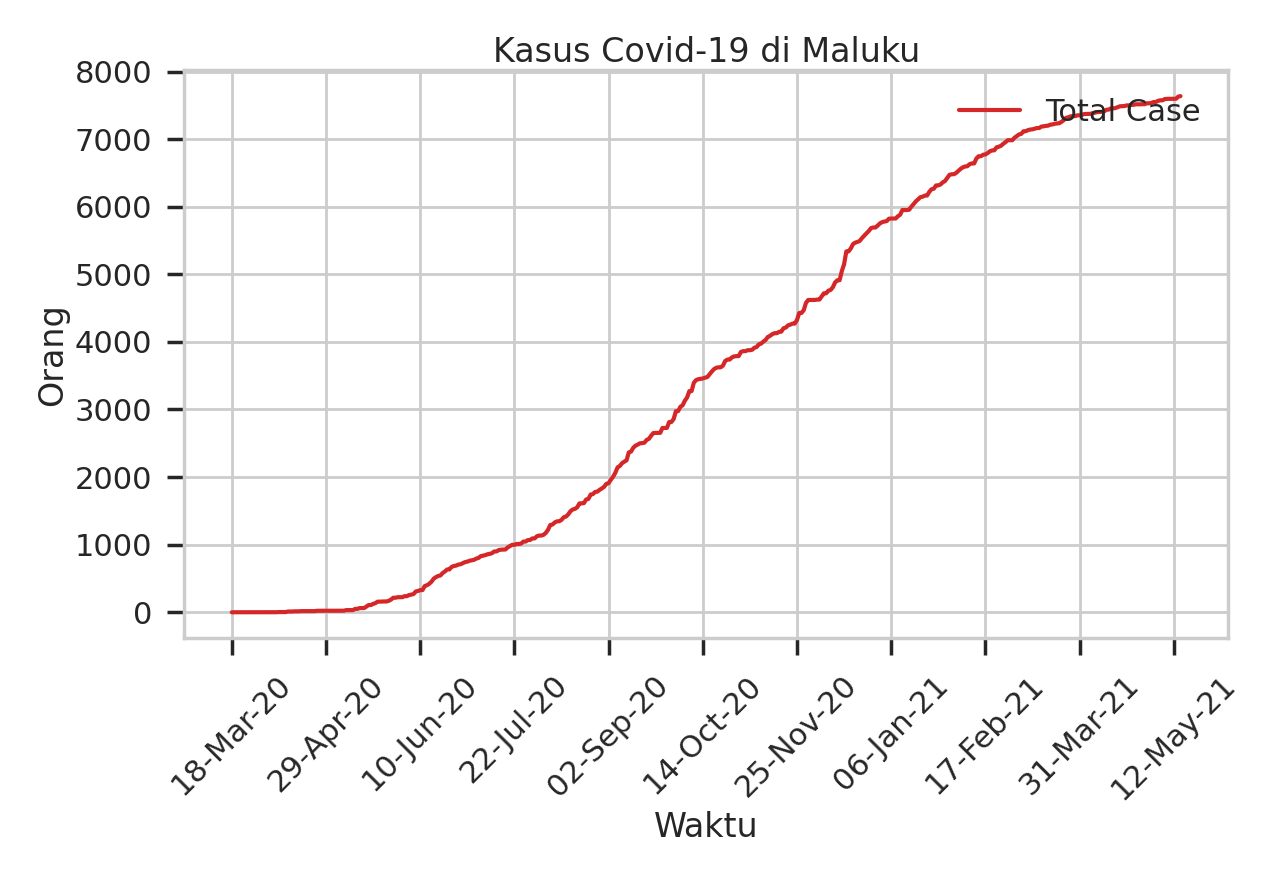 Kasus Covid-19 di Maluku
8000
7000
6000
5000
4000
3000
2000
1000
0
Orang
Total Case
18-Mar-20
29-Apr-20
10-Jun-20
22-Jul-20
02-Sep-20
14-Oct-20
25-Nov-20
06-Jan-21
17-Feb-21
31-Mar-21
12-May-21
Waktu